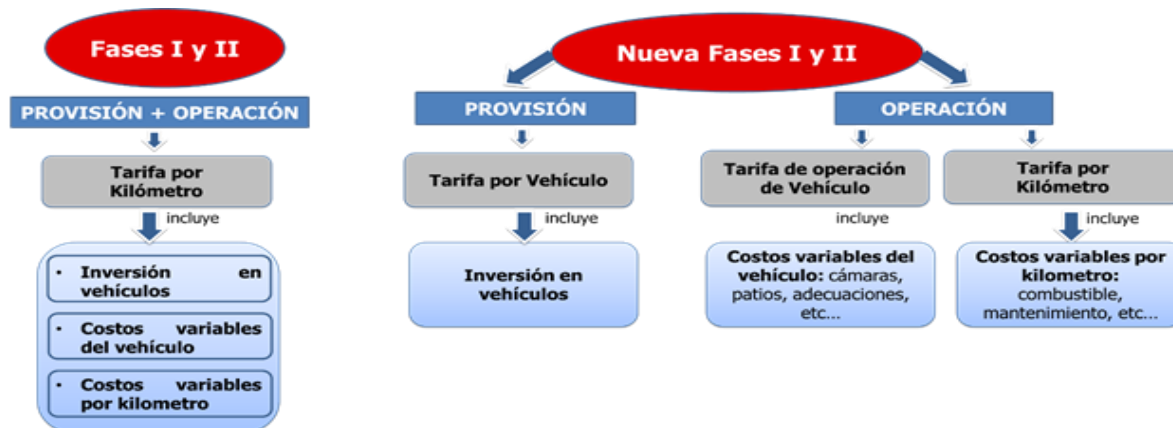 Fases I y II
PROVISIÓN + OPERACIÓN
Tarifa por
Kilómetro
incluye
• Inversión en
vehículos
• Costos variables
del vehículo
• Costos variables
por kilometro
Nueva Fases I y II
PROVISIÓN
Tarifa por Vehículo
incluye
Inversión en
vehículos
OPERACIÓN
Tarifa de operación
de Vehículo
incluye
Costos variables del
vehículo: cámaras,
patios, adecuaciones,
etc...
Tarifa por
Kilómetro
incluye
Costos variables por
kilometro:
combustible,
mantenimiento, etc...